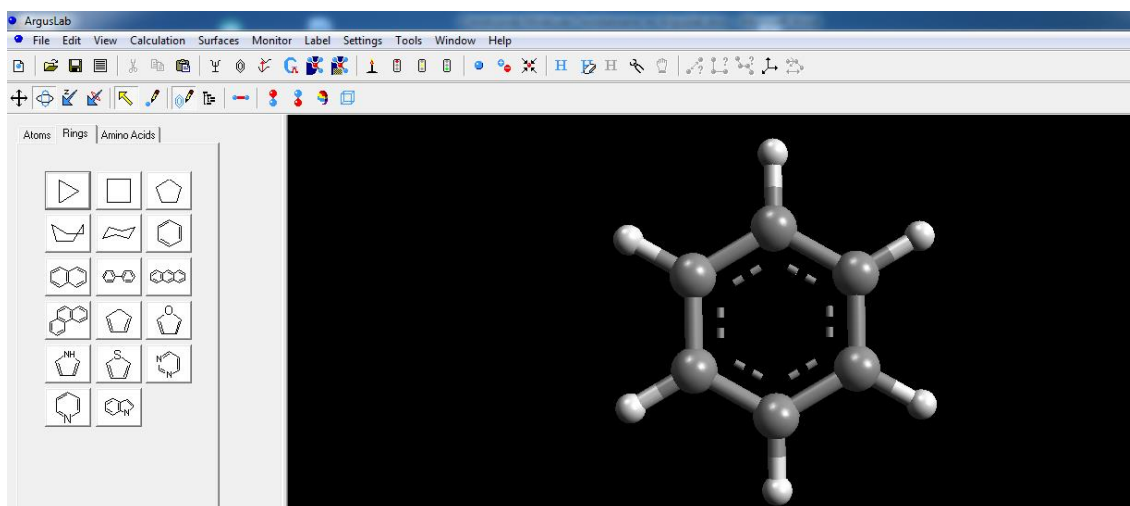 ArgusLab
File Edit View Calculation Surfaces Monitor Label Settings Tools Window Help
Atoms Rings Amino Acids
O
NH S N N
N N